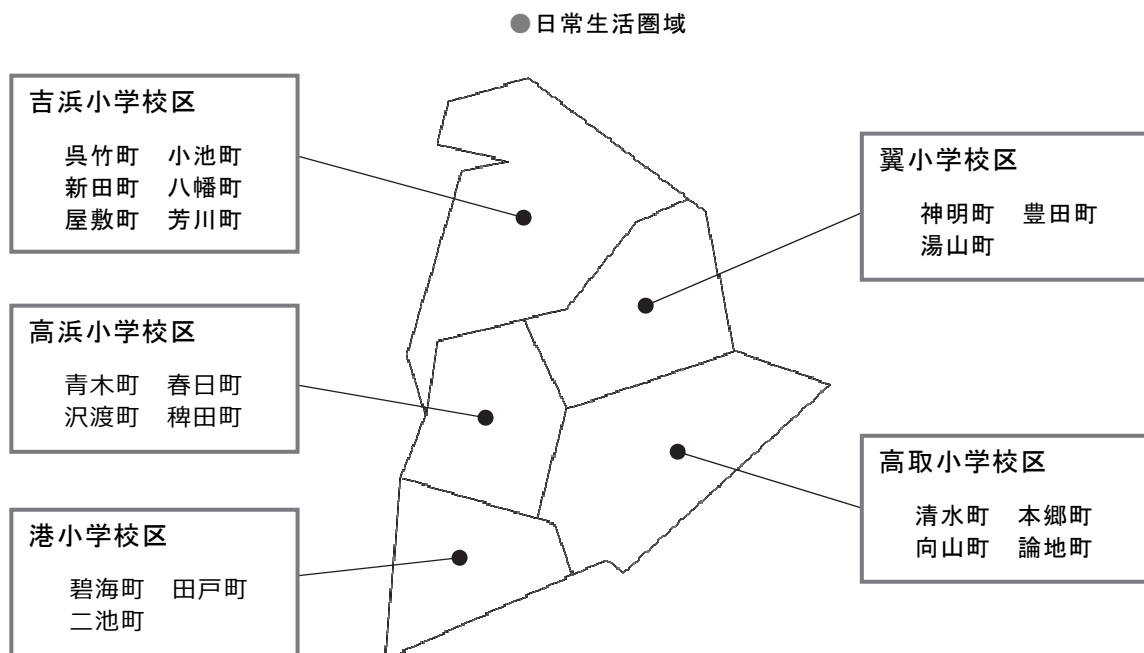 ●日常生活圏域
吉浜小学校区
呉竹町 小池町
新田町 八幡町
屋敷町 芳川町
高浜小学校区
青木町 春日町
沢渡町 稗田町
港小学校区
碧海町 田戸町
二池町
翼小学校区
神明町 豊田町
湯山町
高取小学校区
清水町 本郷町
向山町 論地町